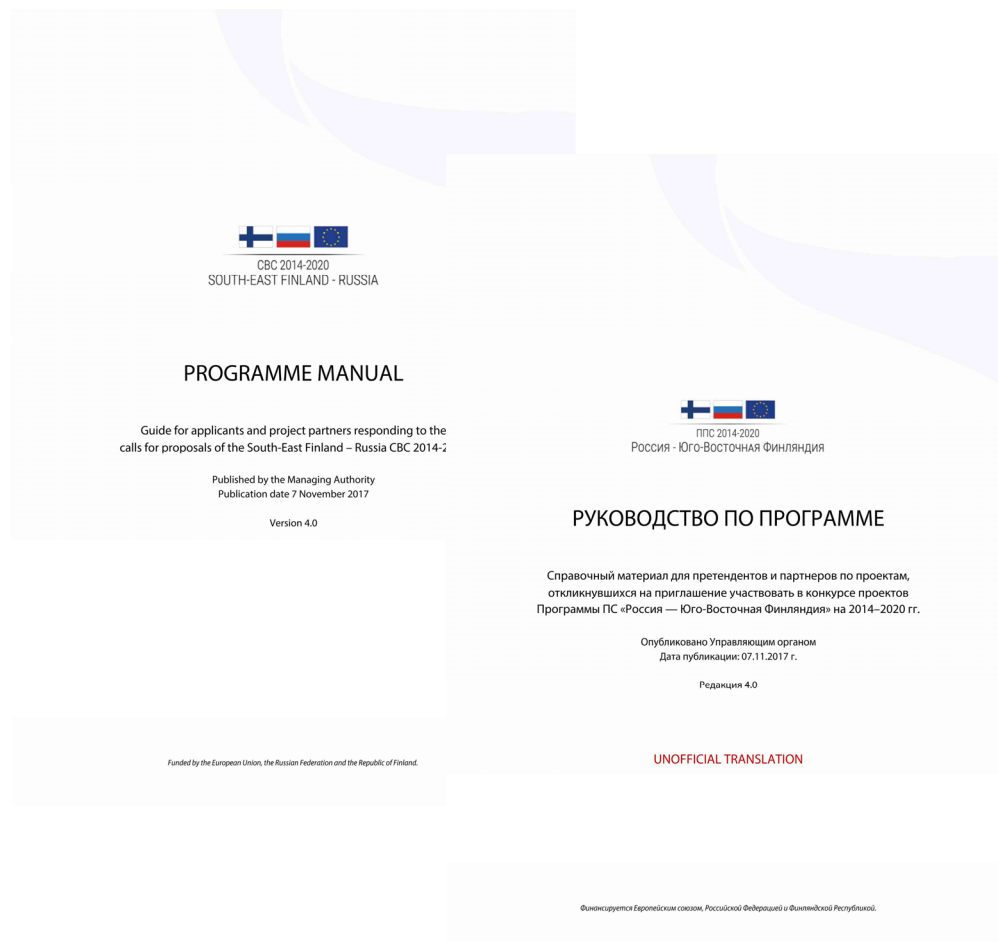 CBC 2014-2020
SOUTH-EAST FINLAND - RUSSIA
PROGRAMME MANUAL
Guide for applicants and project partners responding to the
calls for proposals of the South-East Finland – Russia CBC 2014-2
Published by the Managing Authority
Publication date 7 November 2017
Version 4.0
Funded by the European Union, the Russian Federation and the Republic of Finland.
ППС 2014-2020
Россия - Юго-Восточная Финляндия
РУКОВОДСТВО ПО ПРОГРАММЕ
Справочный материал для претендентов и партнеров по проектам,
откликнувшихся на приглашение участвовать в конкурсе проектов
Программы ПС «Россия — Юго-Восточная Финляндия» на 2014–2020 гг.
Опубликовано Управляющим органом
Дата публикации: 07.11.2017 г.
Редакция 4.0
UNOFFICIAL TRANSLATION
Финансируется Европейским союзом, Российской Федерацией и Финляндской Республикой.